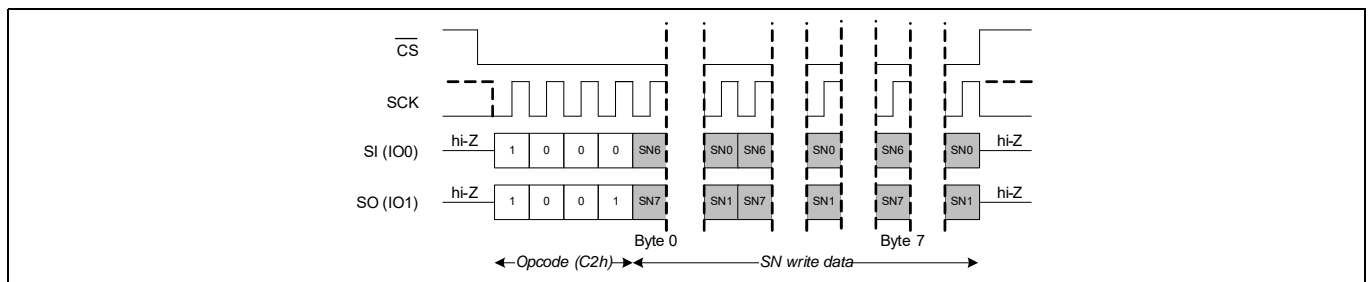 CS
SCK
SI (IO0) hi-Z 1 0 0 0 SN6 SN0 SN6 SN0 SN6 SN0 hi-Z
SO (IO1) hi-Z 1 0 0 1 SN7 SN1 SN7 SN1 SN7 SN1 hi-Z
Byte 0 Byte 7
Opcode (C2h) SN write data